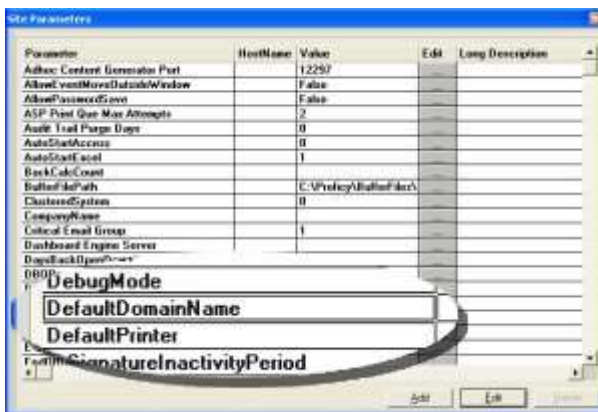 Site Parameters
Parameter HostName Value Edit Long Description
Adhoc Content Generator Port 12297
AllowEventMoveOutsideWindow False
AllowPasswordSave False
ASP Print Que Max Attempts 2
Audit Trail Purge Days 0
AutoStartAccess 0
AutoStartExcel 1
BackCalcCount
BufferFilePath C:\Proficy\BufferFiles\
ClusteredSystem 0
CompanyName
Critical Email Group 1
Dashboard Engine Server
DebugMode
DefaultDomainName
DefaultPrinter
SignatureInactivityPeriod
Add Edit